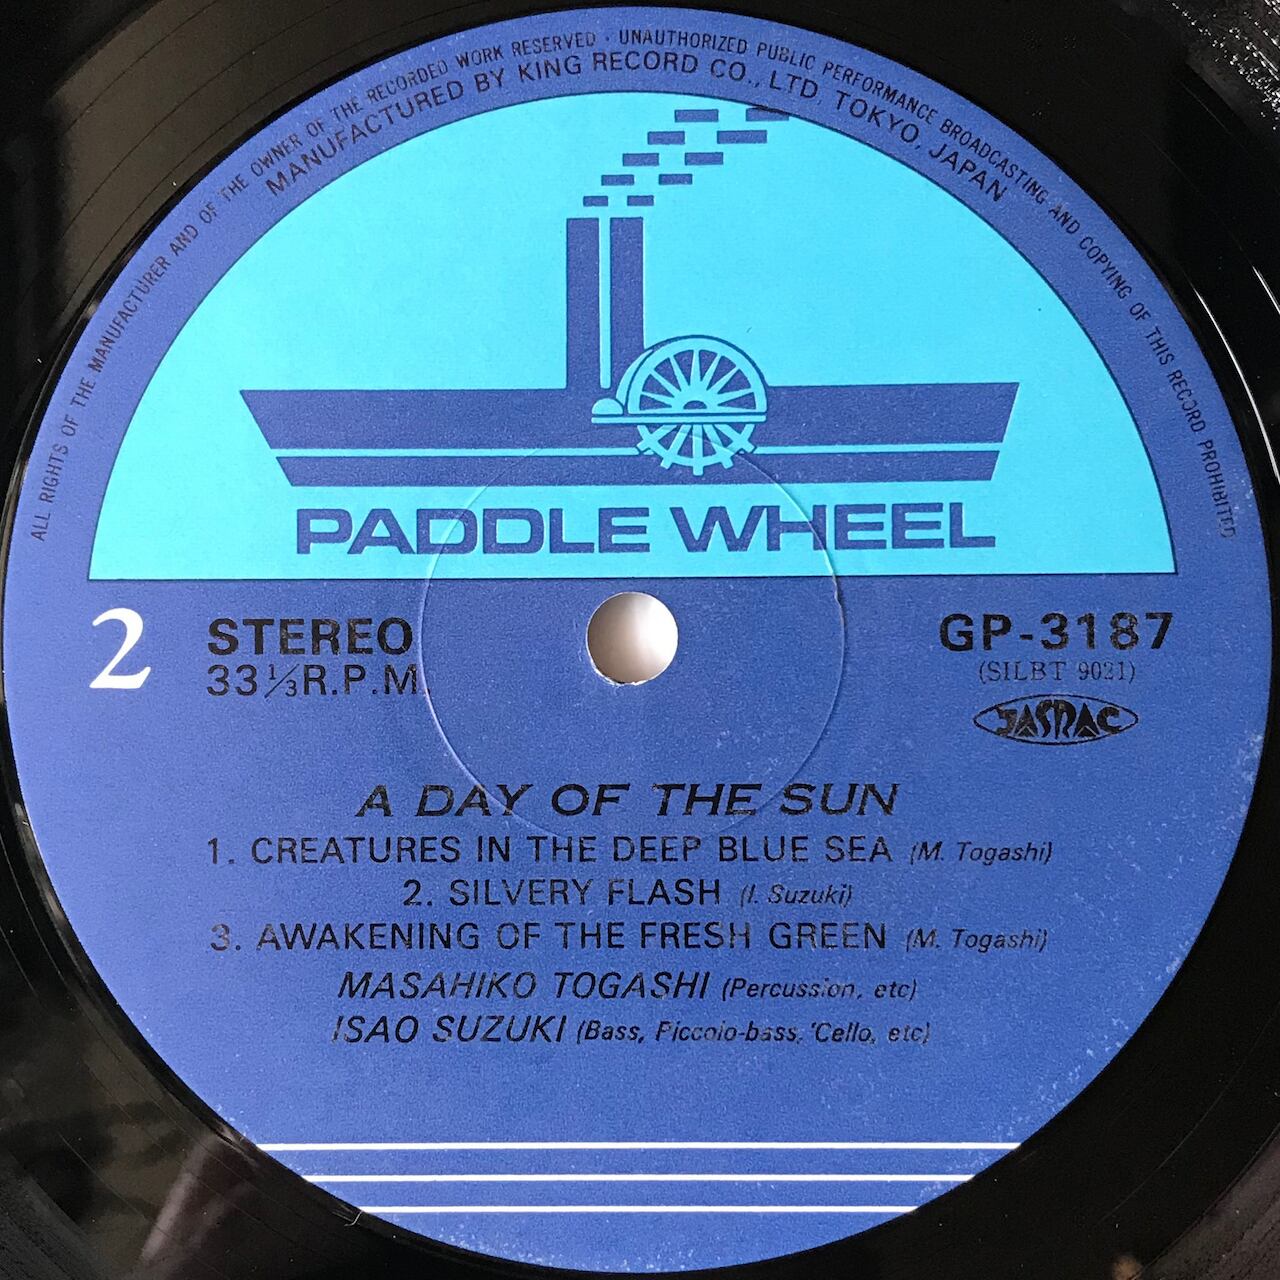 ALL RIGHTS OF THE MANUFACTURER AND OF THE OWNER OF THE RECORDED WORK RESERVED · UNAUTHORIZED PUBLIC PERFORMANCE BROADCASTING AND COPYING OF THIS RECORD PROHIBITED
MANUFACTURED BY KING RECORD CO., LTD. TOKYO, JAPAN
PADDLE WHEEL
2
STEREO
33 1/3 R.P.M.
GP-3187
(SILBT 9021)
JASRAC
A DAY OF THE SUN
1. CREATURES IN THE DEEP BLUE SEA (M. Togashi)
2. SILVERY FLASH (I. Suzuki)
3. AWAKENING OF THE FRESH GREEN (M. Togashi)
MASAHIKO TOGASHI (Percussion, etc)
ISAO SUZUKI (Bass, Piccolo-bass, 'Cello, etc)